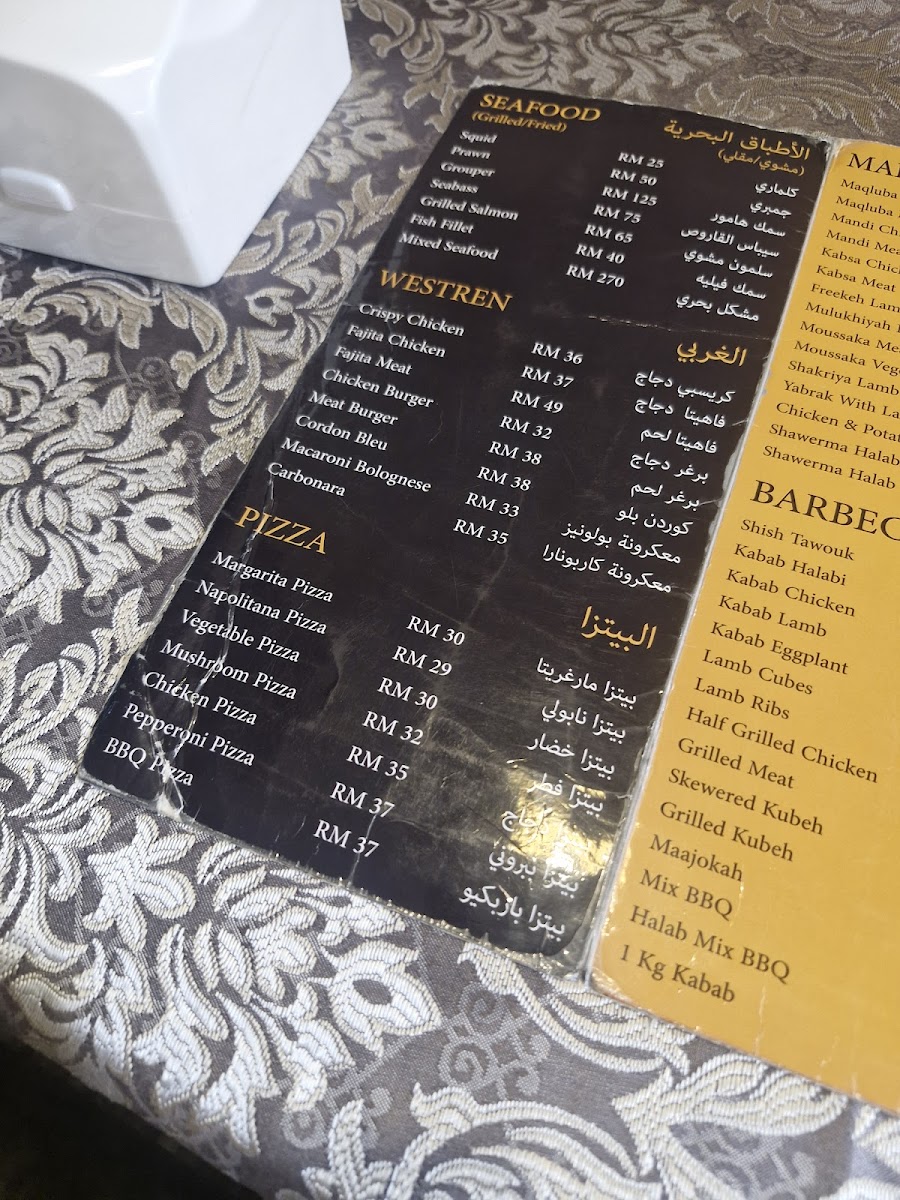 SEAFOOD الأطباق البحرية
(Grilled/Fried) (مشوي/مقلي)
Squid RM 25 كلماري
Prawn RM 50 جمبري
Grouper RM 125 سمك هامور
Seabass RM 75 سيباس القاروص
Grilled Salmon RM 65 سلمون مشوي
Fish Fillet RM 40 سمك فيليه
Mixed Seafood RM 270 مشكل بحري
WESTREN الغربي
Crispy Chicken RM 36 كريسبي دجاج
Fajita Chicken RM 37 فاهيتا دجاج
Fajita Meat RM 49 فاهيتا لحم
Chicken Burger RM 32 برغر دجاج
Meat Burger RM 38 برغر لحم
Cordon Bleu RM 38 كوردن بلو
Macaroni Bolognese RM 33 معكرونة بولونيز
Carbonara RM 35 معكرونة كاربونارا
PIZZA البيتزا
Margarita Pizza RM 30 بيتزا مارغريتا
Napolitana Pizza RM 29 بيتزا نابولي
Vegetable Pizza RM 30 بيتزا خضار
Mushroom Pizza RM 32 بيتزا فطر
Chicken Pizza RM 35
Pepperoni Pizza RM 37 بيتزا ببروني
BBQ Pizza RM 37 بيتزا باربكيو
Maqluba
Maqluba
Mandi
Mandi
Kabsa
Kabsa Meat
Freekeh
Mulukhiyah
Moussaka
Moussaka
Shakriya Lamb
Yabrak With
Chicken &
Shawerma Halab
Shawerma Halab
Shish Tawouk
Kabab Halabi
Kabab Chicken
Kabab Lamb
Kabab Eggplant
Lamb Cubes
Lamb Ribs
Half Grilled Chicken
Grilled Meat
Skewered Kubeh
Grilled Kubeh
Maajokah
Mix BBQ
Halab Mix BBQ
1 Kg Kabab